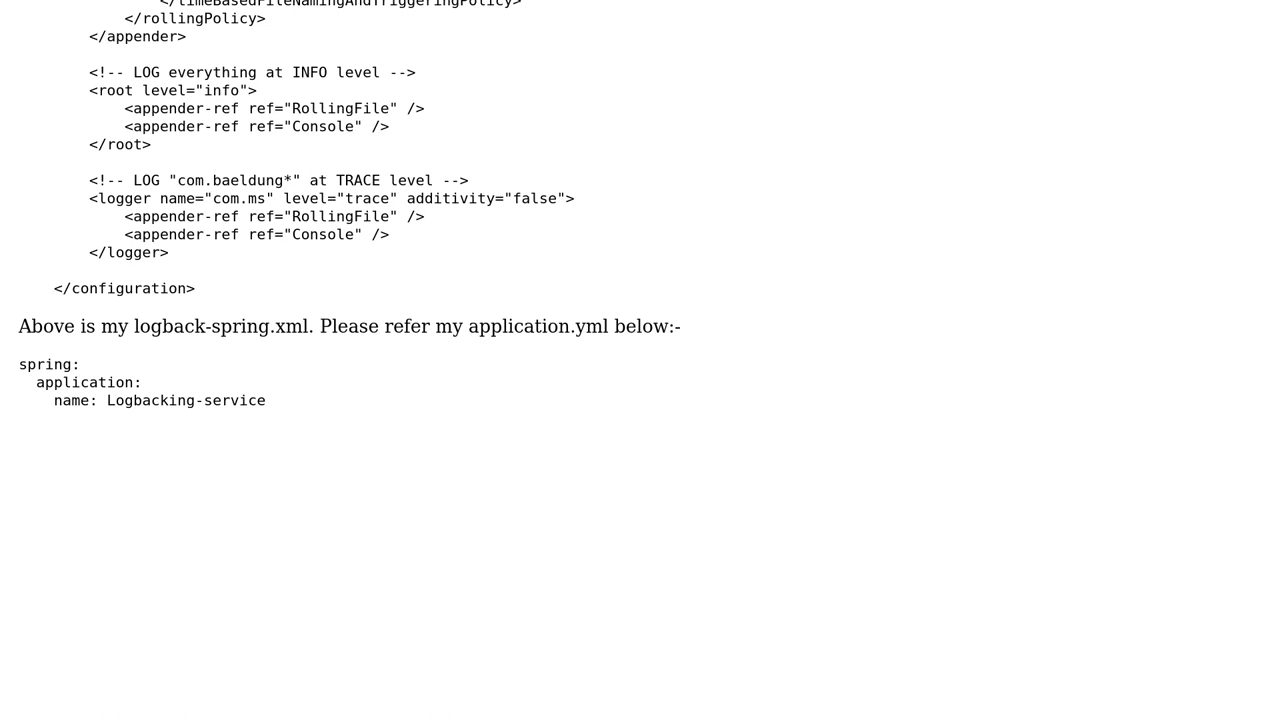 </timeBasedFileNamingAndTriggeringPolicy>
</rollingPolicy>
</appender>
<!-- LOG everything at INFO level -->
<root level="info">
<appender-ref ref="RollingFile" />
<appender-ref ref="Console" />
</root>
<!-- LOG "com.baeldung*" at TRACE level -->
<logger name="com.ms" level="trace" additivity="false">
<appender-ref ref="RollingFile" />
<appender-ref ref="Console" />
</logger>
</configuration>
Above is my logback-spring.xml. Please refer my application.yml below:-
spring:
application:
name: Logbacking-service